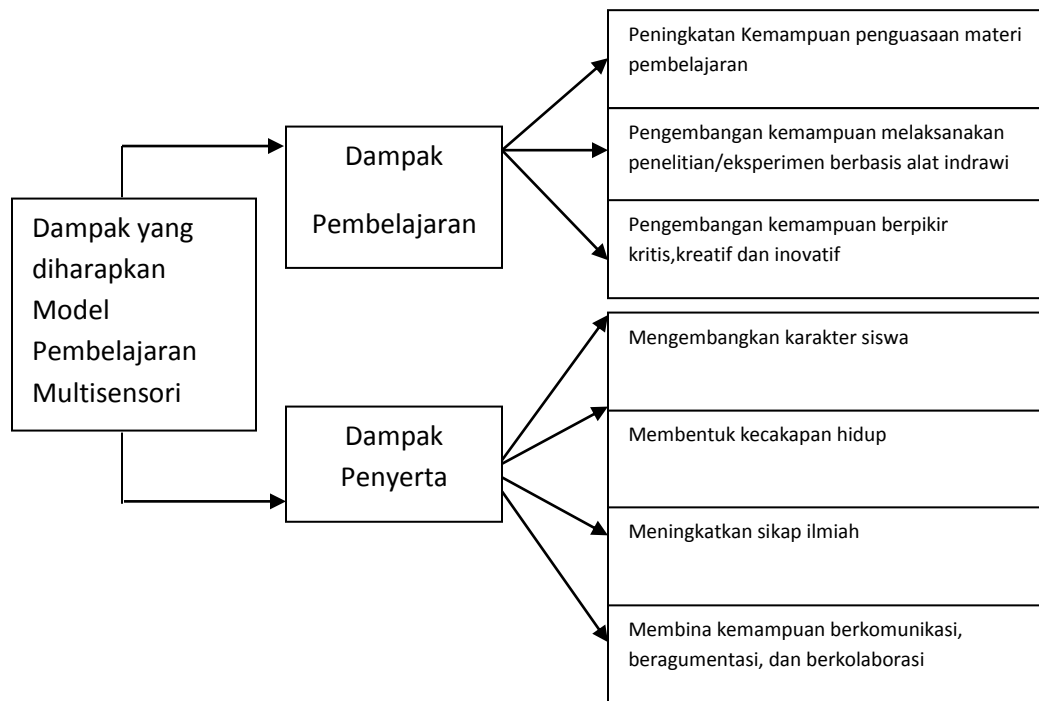 Dampak yang
diharapkan
Model
Pembelajaran
Multisensori
Dampak
Pembelajaran
Peningkatan Kemampuan penguasaan materi
pembelajaran
Pengembangan kemampuan melaksanakan
penelitian/eksperimen berbasis alat indrawi
Pengembangan kemampuan berpikir
kritis,kreatif dan inovatif
Dampak
Penyerta
Mengembangkan karakter siswa
Membentuk kecakapan hidup
Meningkatkan sikap ilmiah
Membina kemampuan berkomunikasi,
beragumentasi, dan berkolaborasi